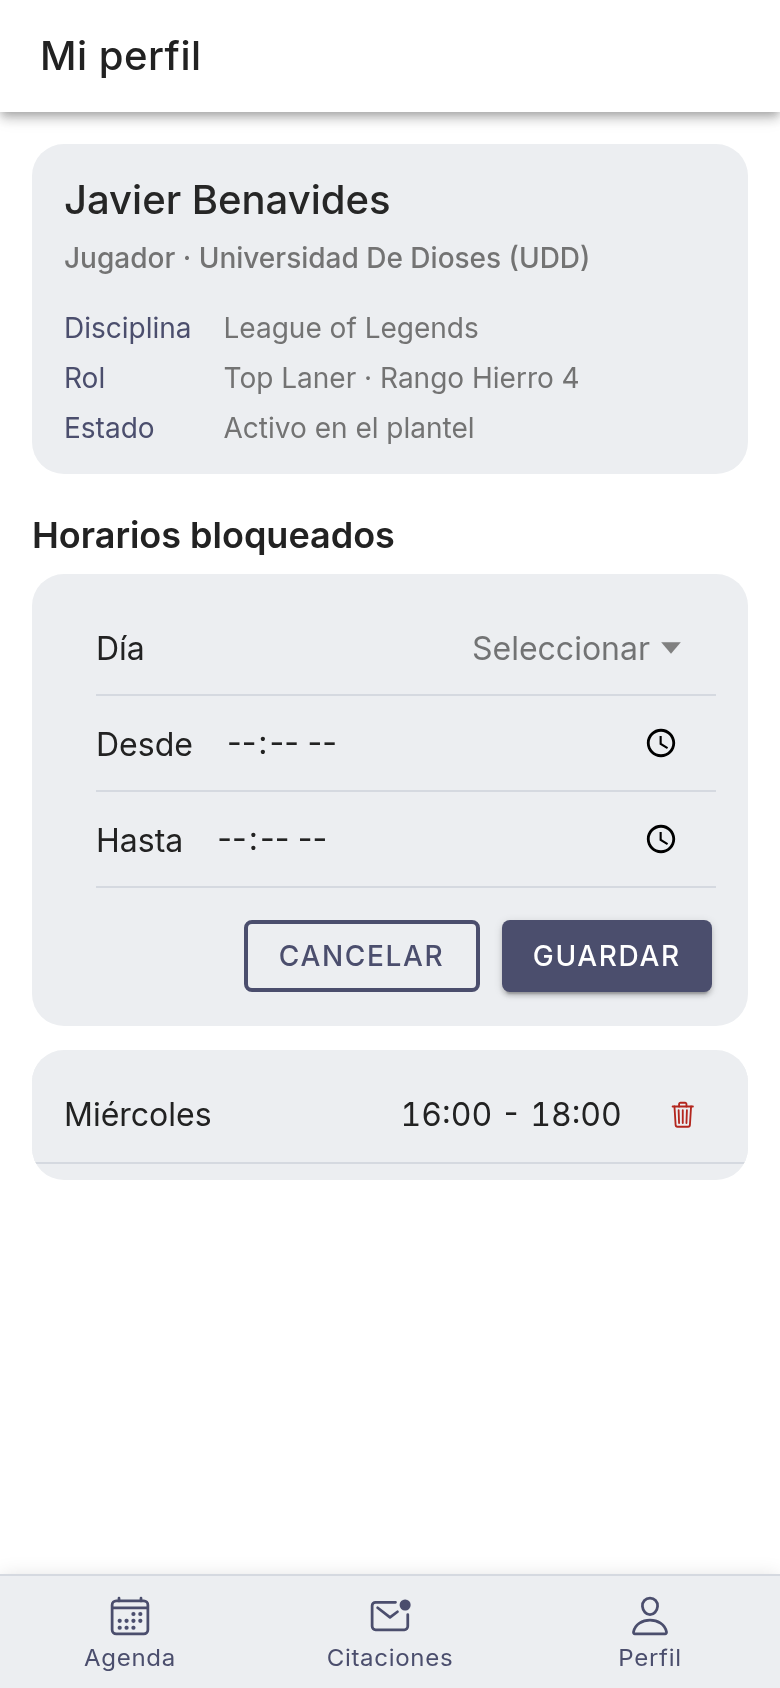 Mi perfil
Javier Benavides
Jugador · Universidad De Dioses (UDD)
Disciplina League of Legends
Rol Top Laner · Rango Hierro 4
Estado Activo en el plantel
Horarios bloqueados
Día Seleccionar
Desde --:-- --
Hasta --:-- --
CANCELAR GUARDAR
Miércoles 16:00 - 18:00
Agenda Citaciones Perfil